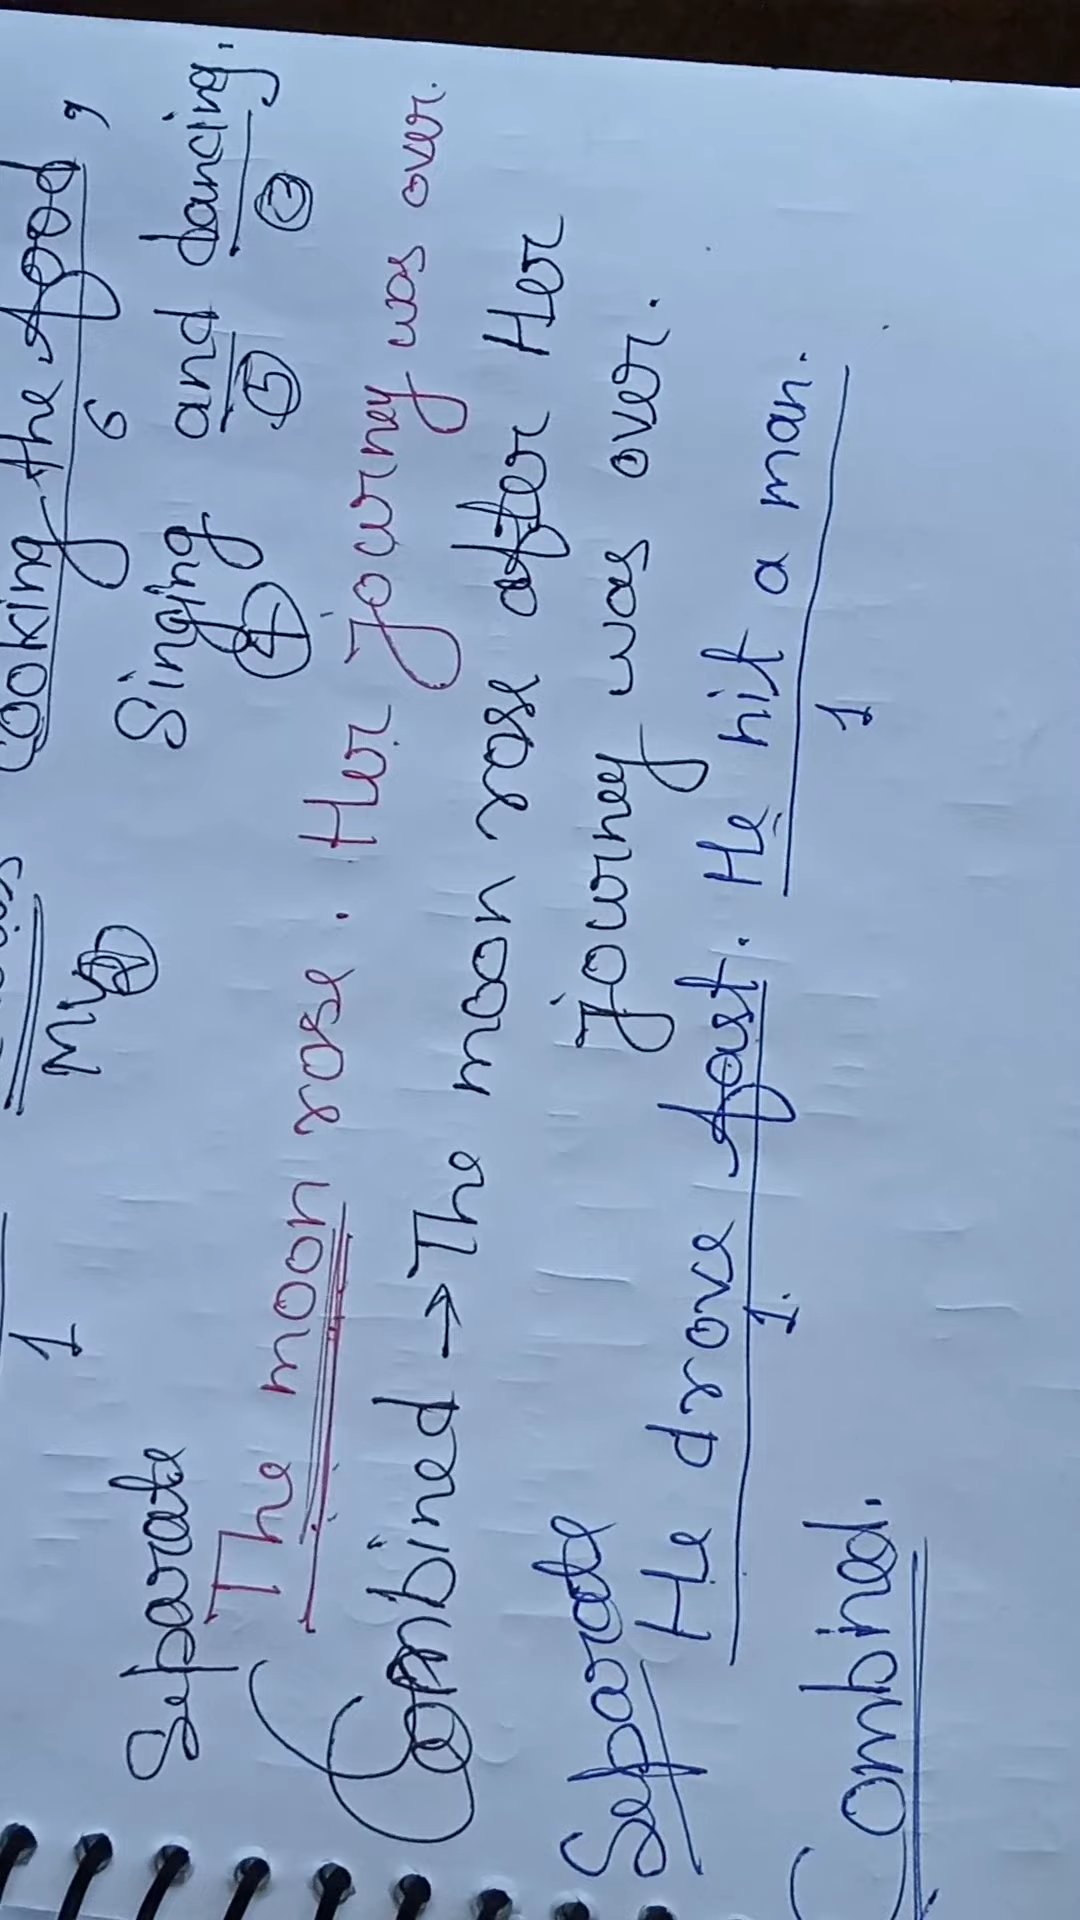 cooking the food,
6
My
Singing and dancing.
4 5 3
1
Separate
The moon rose. Her journey was over.
Combined → The moon rose after Her
journey was over.
Separate
He drove fast. He hit a man.
1. 1
Combined.